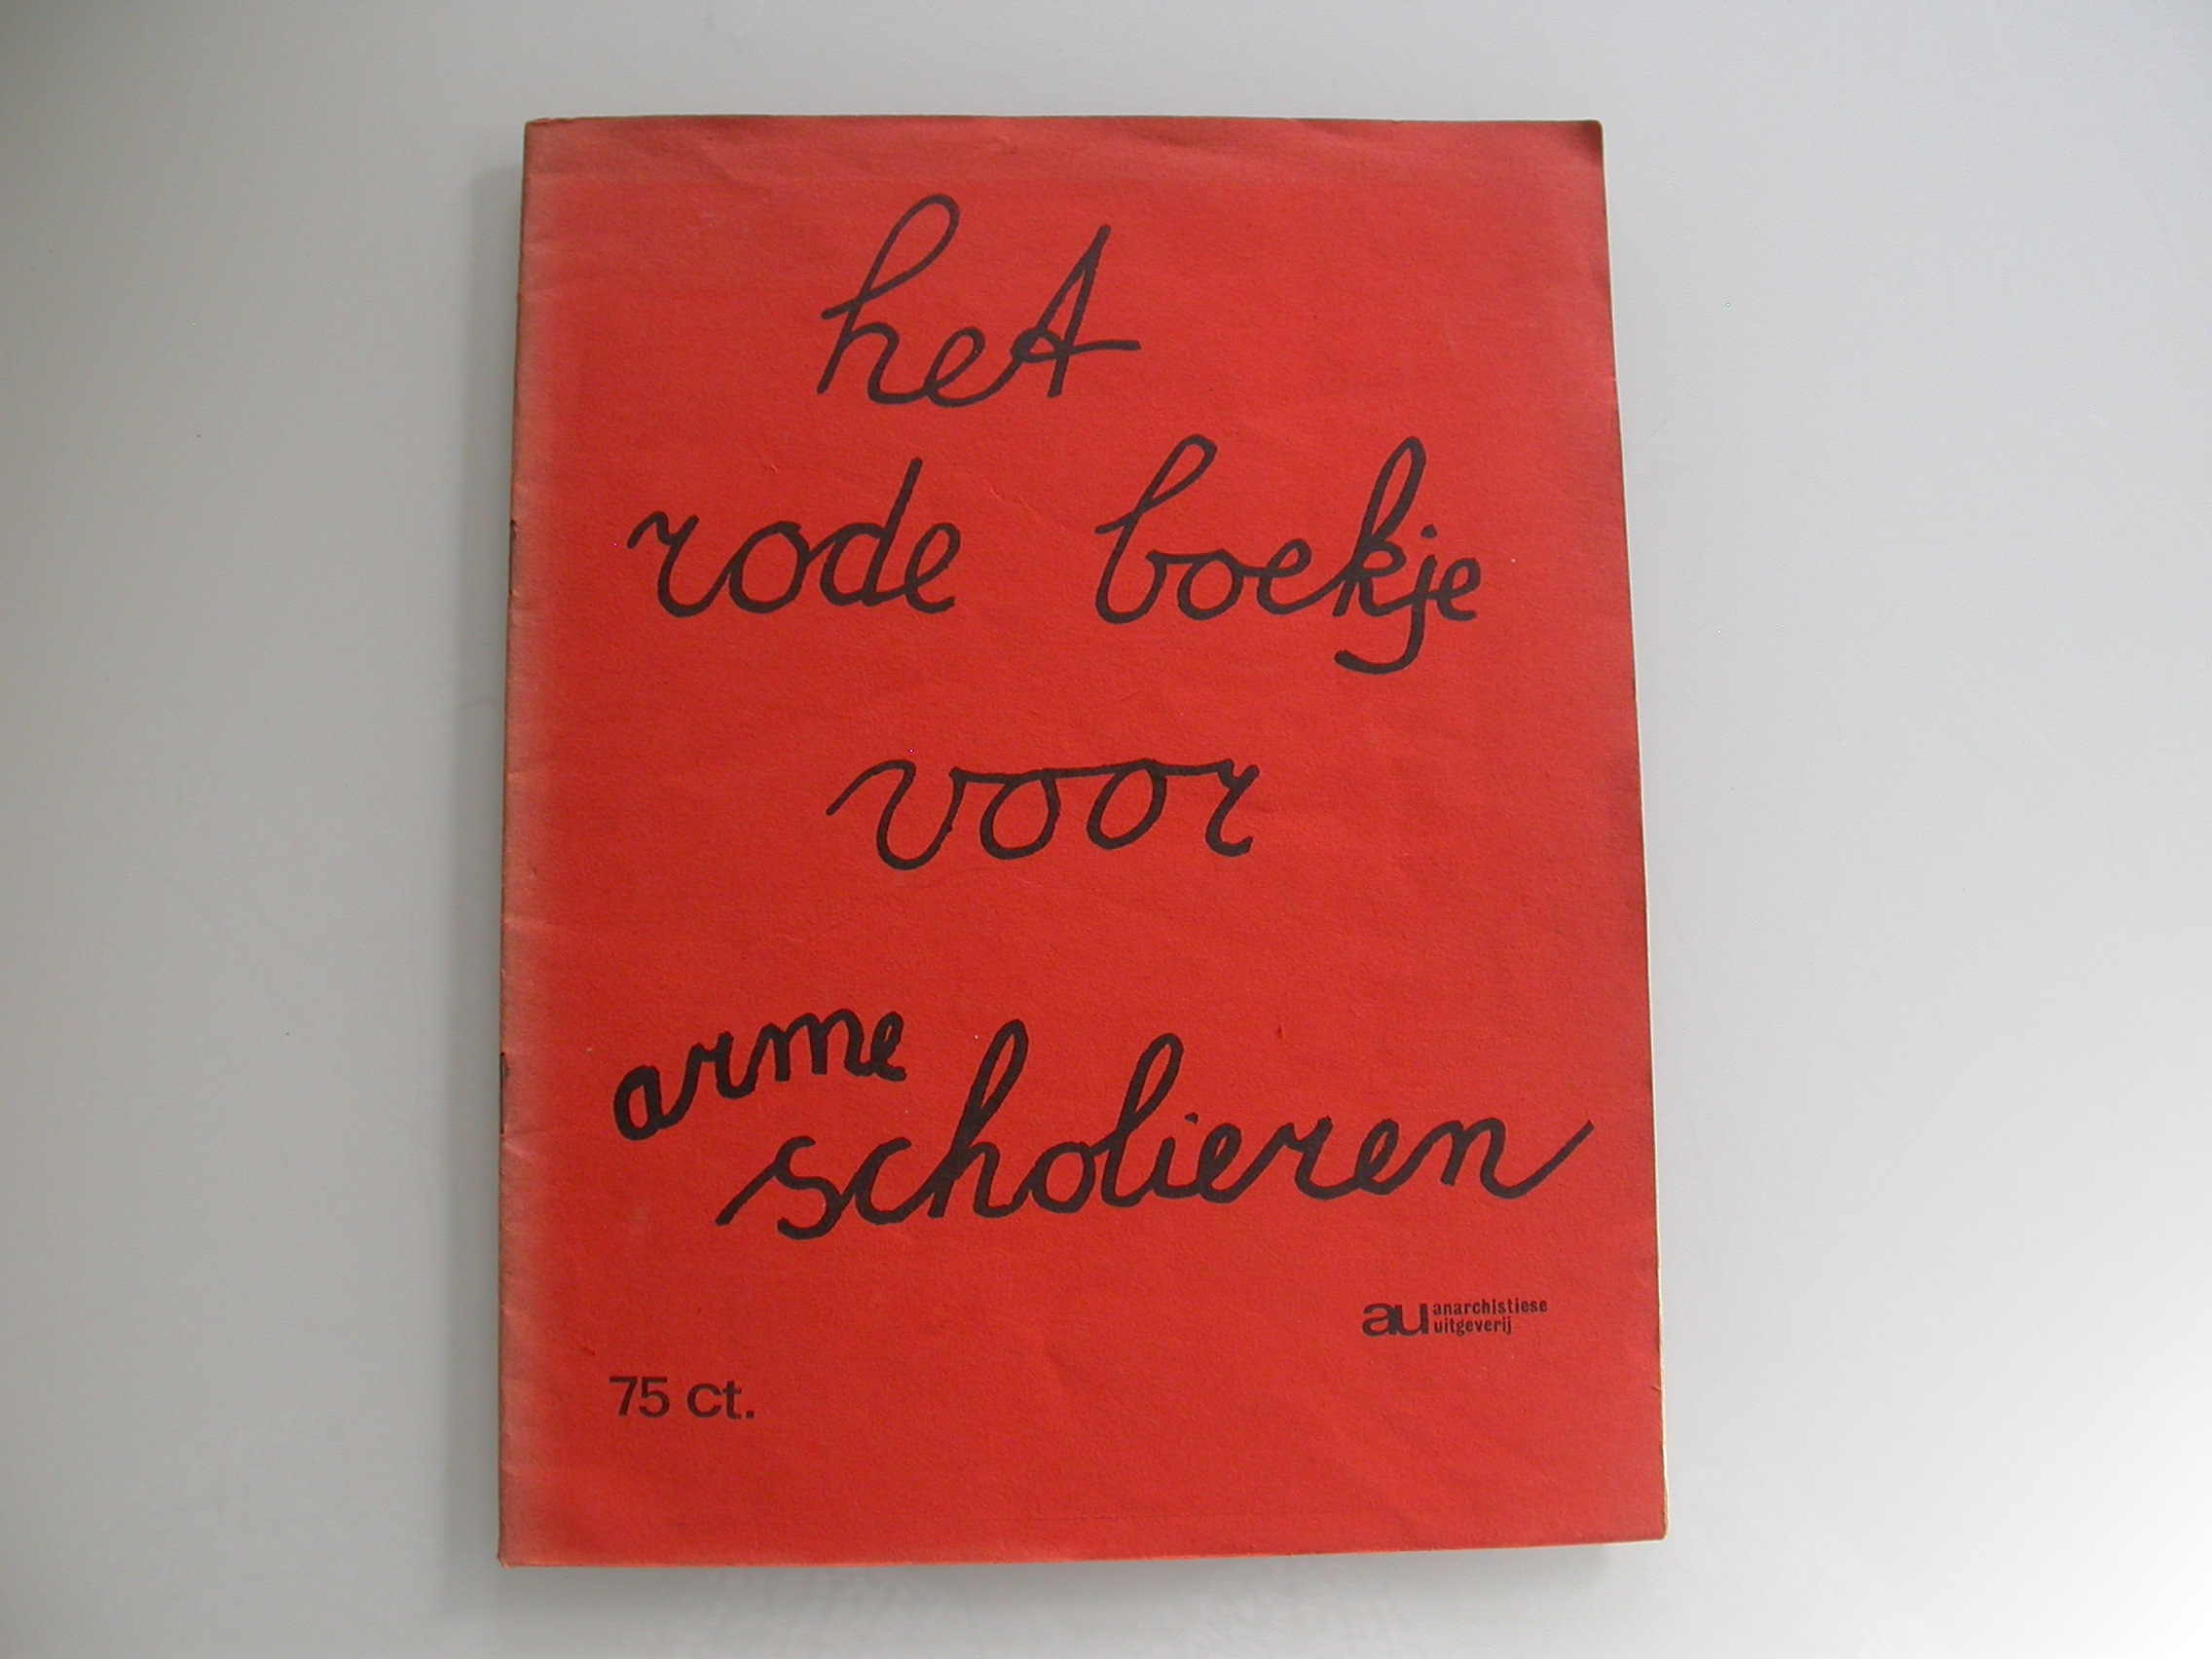 het
rode boekje
voor
arme
scholieren
au anarchistiese
uitgeverij
75 ct.